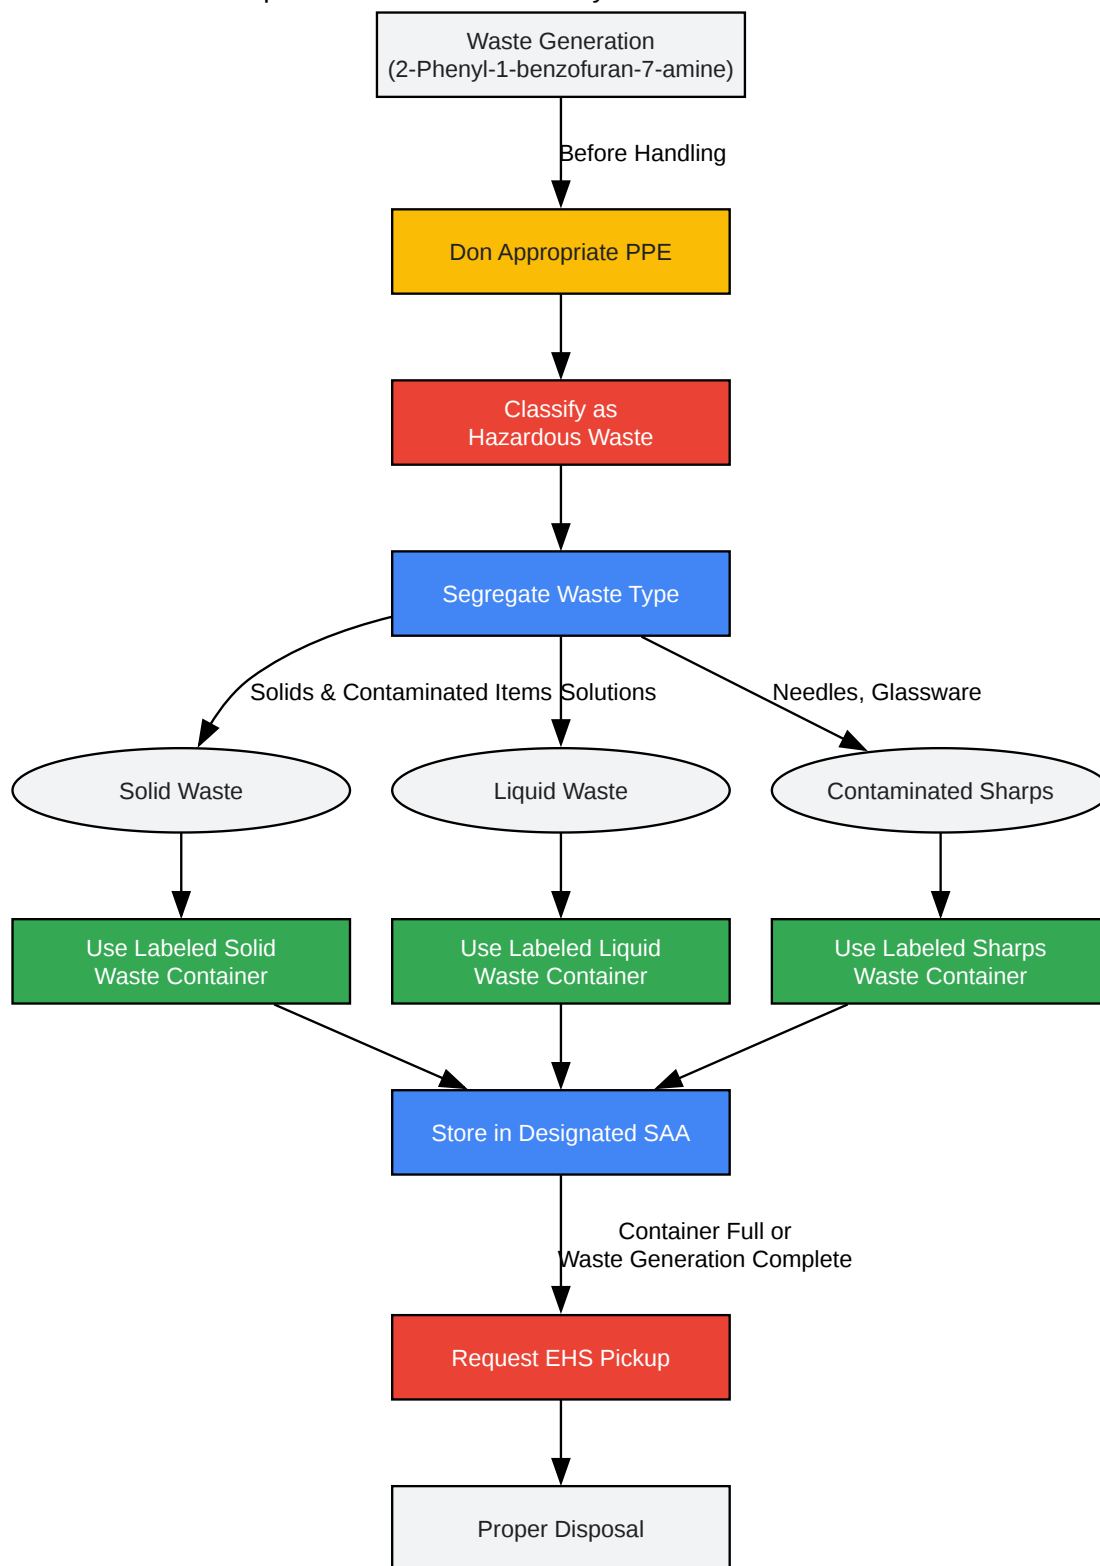 Waste Generation
(2-Phenyl-1-benzofuran-7-amine)
Before Handling
Don Appropriate PPE
Classify as
Hazardous Waste
Segregate Waste Type
Solids & Contaminated Items
Solutions
Needles, Glassware
Solid Waste
Liquid Waste
Contaminated Sharps
Use Labeled Solid
Waste Container
Use Labeled Liquid
Waste Container
Use Labeled Sharps
Waste Container
Store in Designated SAA
Container Full or
Waste Generation Complete
Request EHS Pickup
Proper Disposal